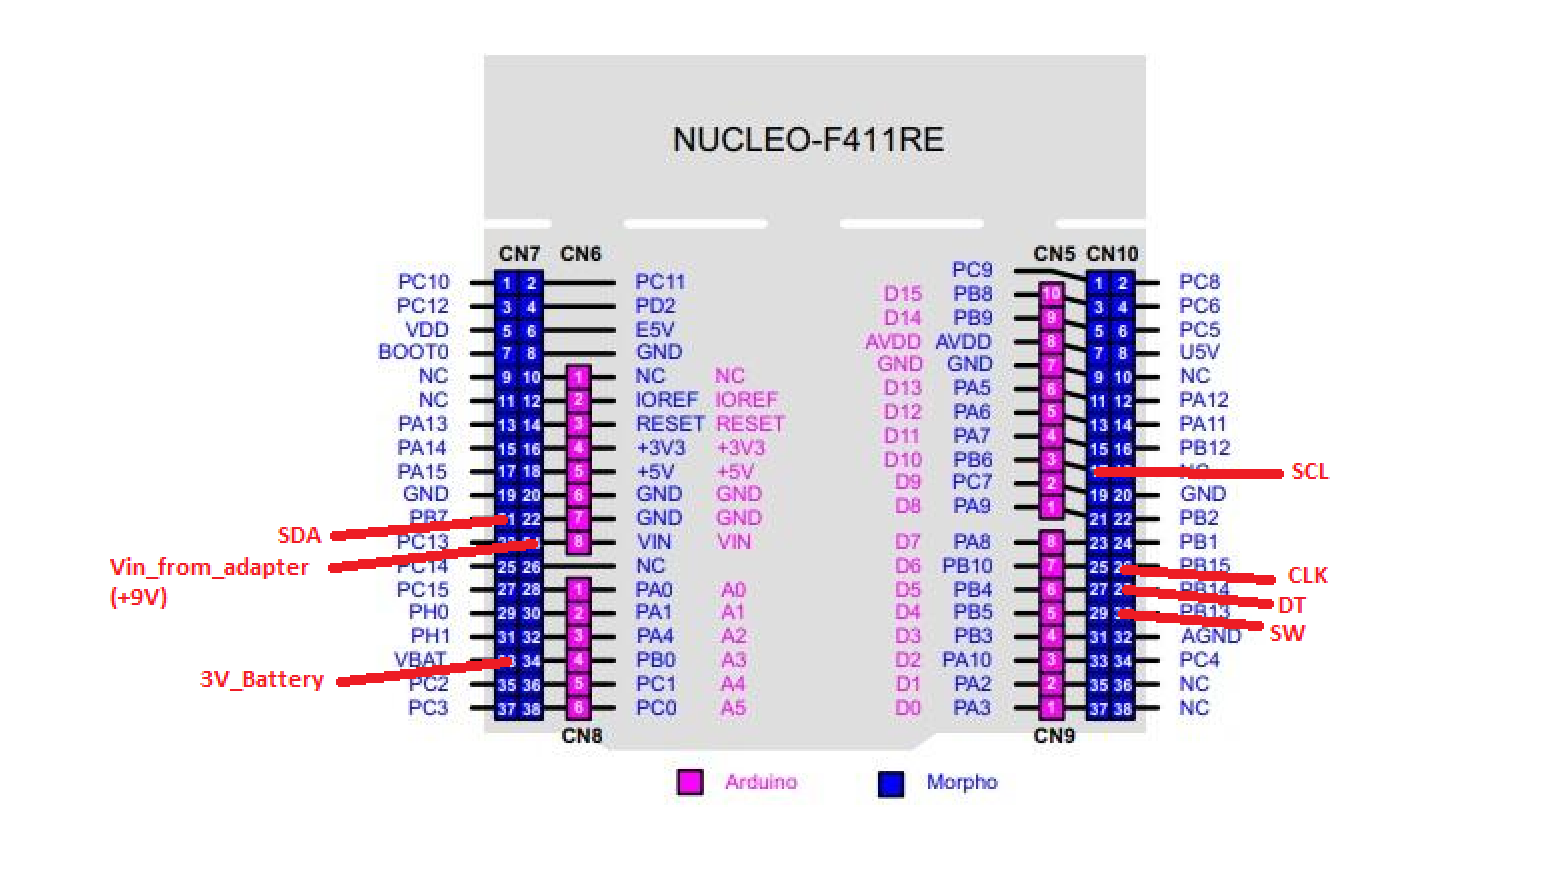 NUCLEO-F411RE
CN7 CN6 CN5 CN10
PC9
PC10 1 2 PC11 1 2 PC8
D15 PB8 10
PC12 3 4 PD2 3 4 PC6
D14 PB9 9
VDD 5 6 E5V 5 6 PC5
AVDD AVDD 8
BOOT0 7 8 GND 7 8 U5V
GND GND 7
NC 9 10 1 NC NC 9 10 NC
D13 PA5 6
NC 11 12 2 IOREF IOREF 11 12 PA12
D12 PA6 5
PA13 13 14 3 RESET RESET 13 14 PA11
D11 PA7 4
PA14 15 16 4 +3V3 +3V3 15 16 PB12
D10 PB6 3
PA15 17 18 5 +5V +5V SCL
D9 PC7 2
GND 19 20 6 GND GND 19 20 GND
D8 PA9 1
PB7 22 7 GND GND 21 22 PB2
SDA
PC13 8 VIN VIN D7 PA8 8 23 24 PB1
Vin_from_adapter
(+9V)
PC14 25 26 NC D6 PB10 7 25 PB15
CLK
PC15 27 28 1 PA0 A0 D5 PB4 6 27 PB14
DT
PH0 29 30 2 PA1 A1 D4 PB5 5 29 PB13
SW
PH1 31 32 3 PA4 A2 D3 PB3 4 31 32 AGND
VBAT 34 4 PB0 A3 D2 PA10 3 33 34 PC4
3V_Battery
PC2 35 36 5 PC1 A4 D1 PA2 2 35 36 NC
PC3 37 38 6 PC0 A5 D0 PA3 1 37 38 NC
CN8 CN9
Arduino Morpho